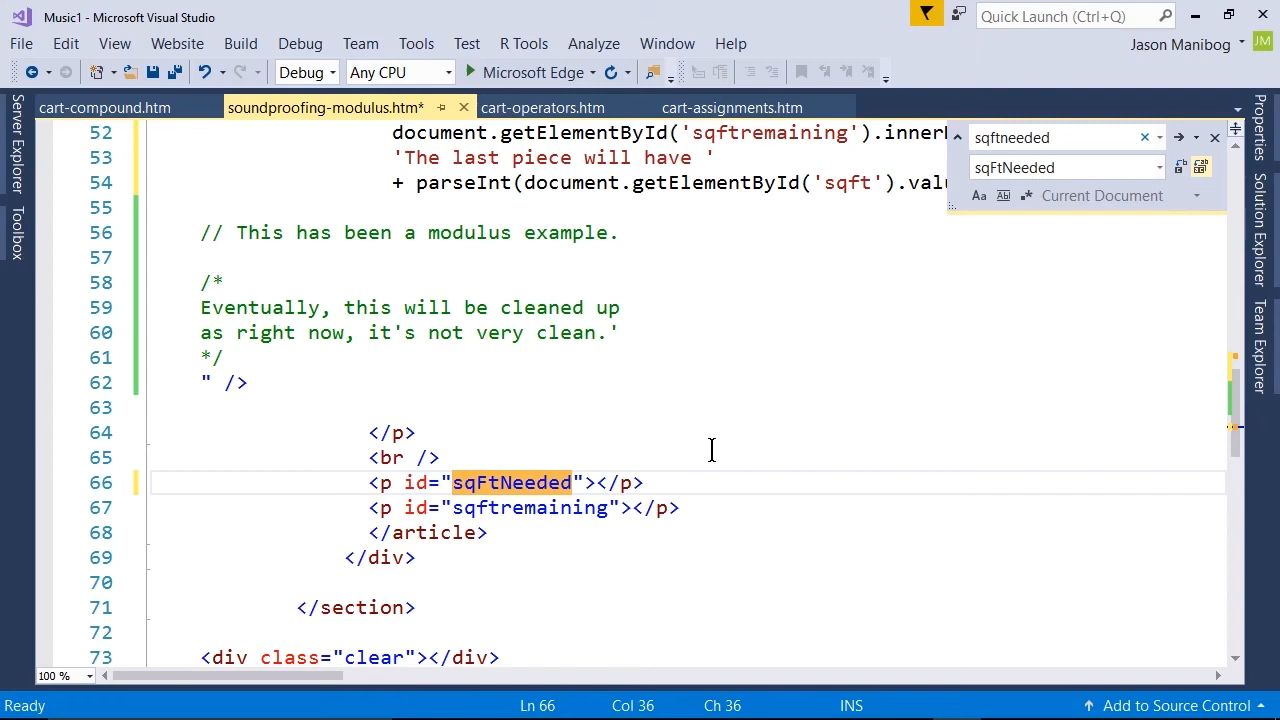 Music1 - Microsoft Visual Studio
Quick Launch (Ctrl+Q)
File Edit View Website Build Debug Team Tools Test R Tools Analyze Window Help
Jason Manibog JM
Debug Any CPU Microsoft Edge
cart-compound.htm soundproofing-modulus.htm* cart-operators.htm cart-assignments.htm
Server Explorer
Toolbox
Properties
Solution Explorer
Team Explorer
sqftneeded
sqFtNeeded
Aa Ab Current Document
52 document.getElementById('sqftremaining').inner
53 'The last piece will have '
54 + parseInt(document.getElementById('sqft').valu
55
56 // This has been a modulus example.
57
58 /*
59 Eventually, this will be cleaned up
60 as right now, it's not very clean.'
61 */
62 " />
63
64 </p>
65 <br />
66 <p id="sqFtNeeded"></p>
67 <p id="sqftremaining"></p>
68 </article>
69 </div>
70
71 </section>
72
73 <div class="clear"></div>
100 %
Ready Ln 66 Col 36 Ch 36 INS Add to Source Control